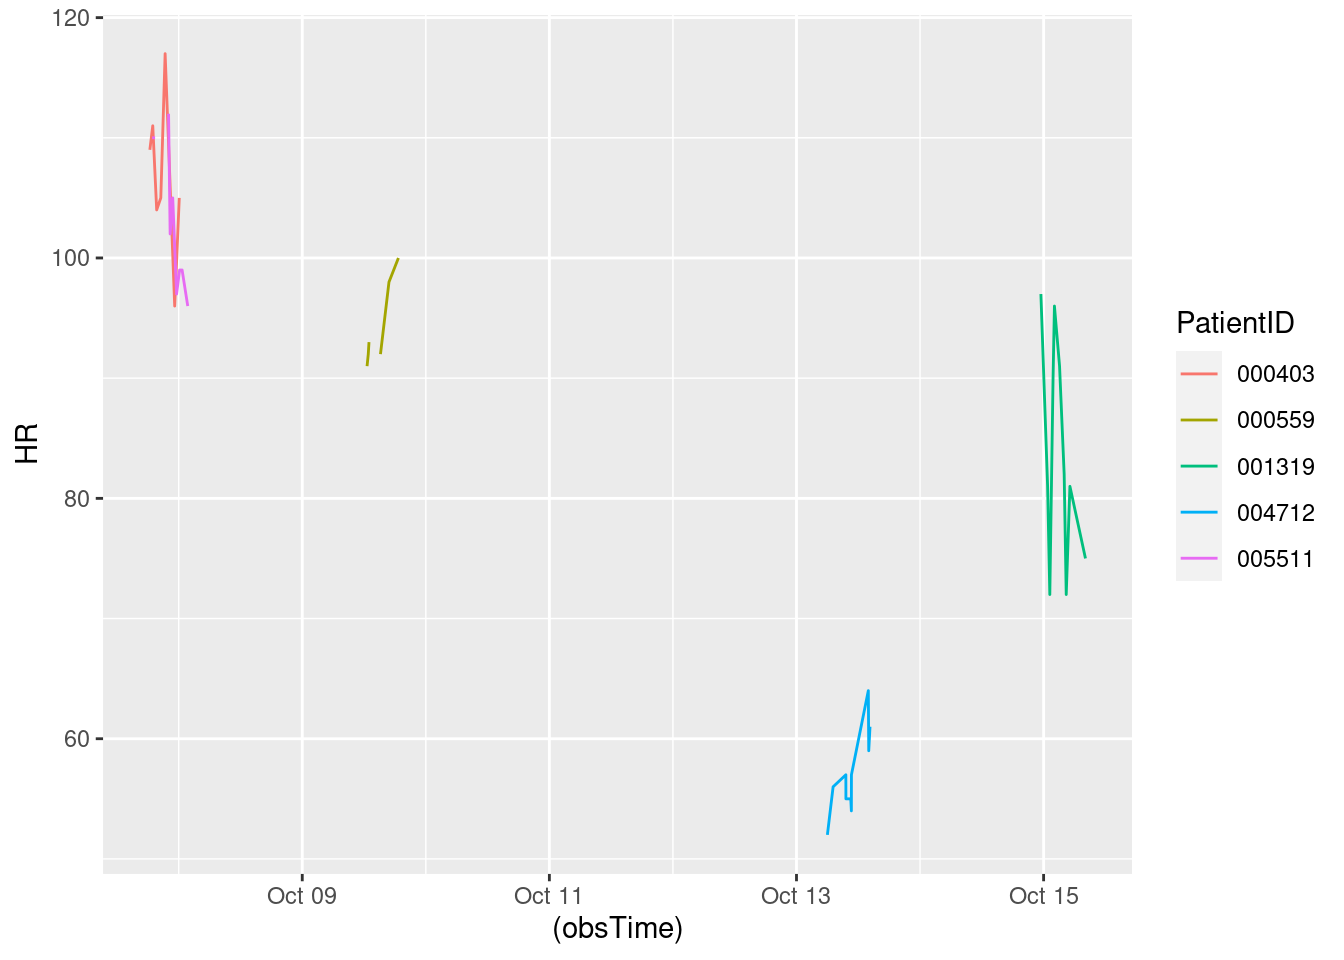 120
100
80
60
HR
Oct 09
Oct 11
Oct 13
Oct 15
(obsTime)
PatientID
000403
000559
001319
004712
005511